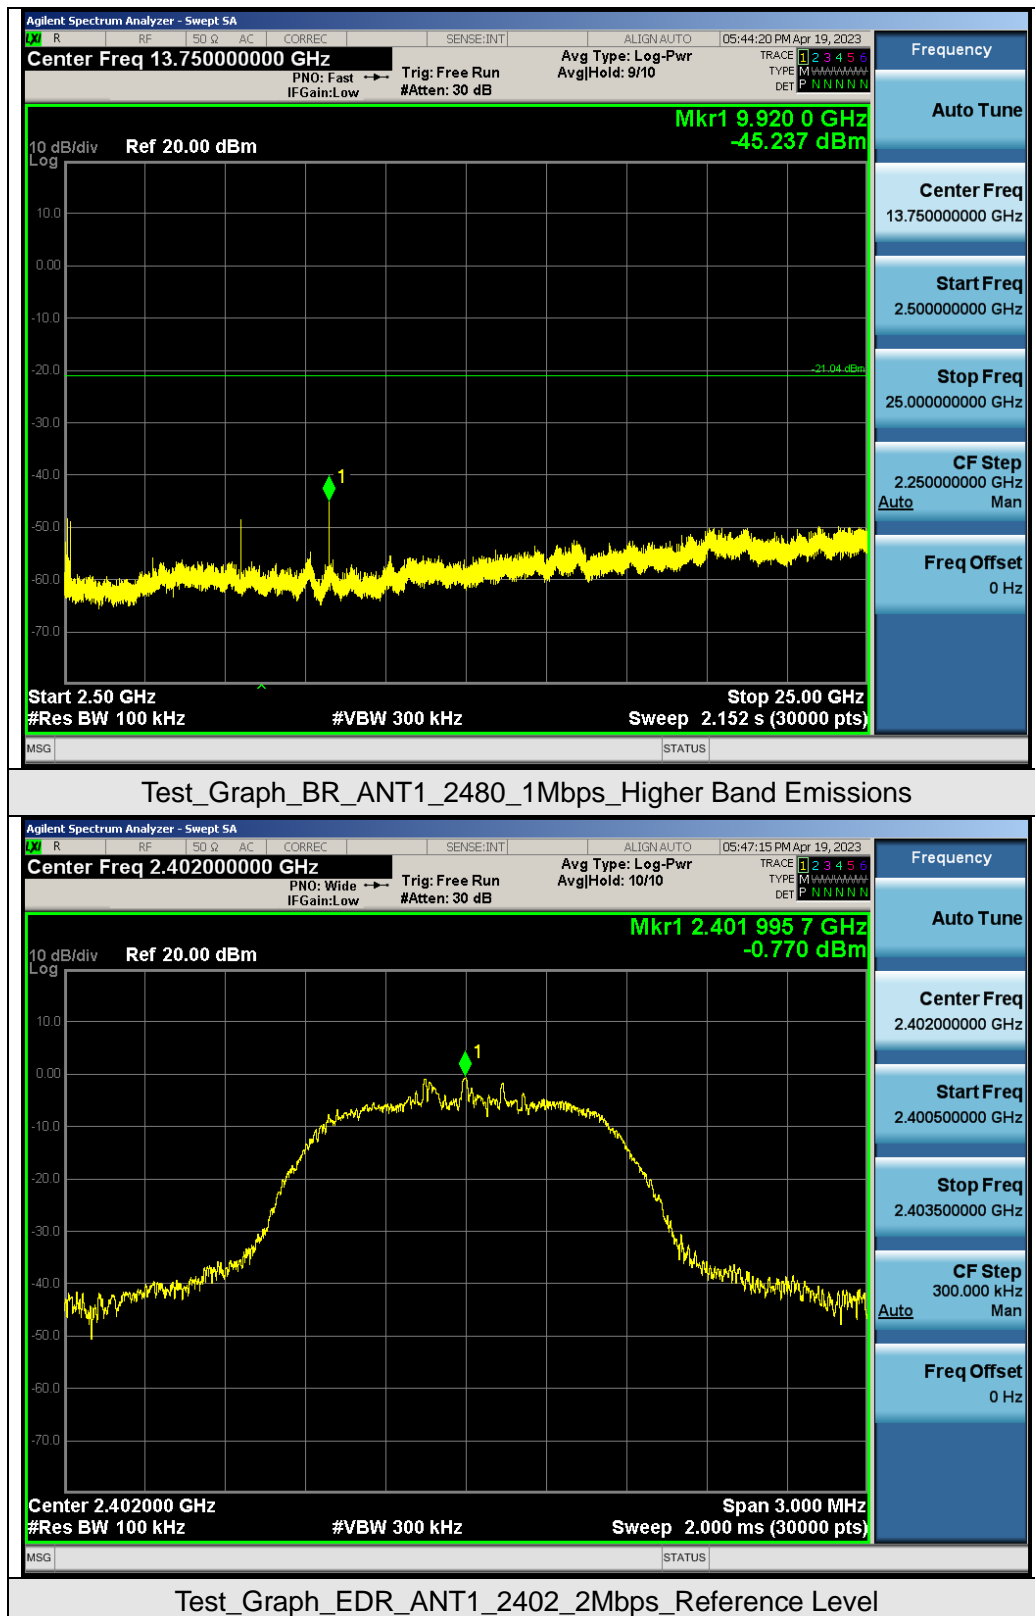 Agilent Spectrum Analyzer - Swept SA
LXI R RF 50 Ω AC CORREC SENSE:INT ALIGN AUTO 05:44:20 PM Apr 19, 2023
Center Freq 13.750000000 GHz
PNO: Fast
IFGain:Low
Trig: Free Run
#Atten: 30 dB
Avg Type: Log-Pwr
Avg|Hold: 9/10
TRACE 1 2 3 4 5 6
TYPE M WWWWW
DET P N N N N N
Mkr1 9.920 0 GHz
-45.237 dBm
10 dB/div Ref 20.00 dBm
Log
10.0
0.00
-10.0
-20.0
-21.04 dBm
-30.0
-40.0
1
-50.0
-60.0
-70.0
Start 2.50 GHz Stop 25.00 GHz
#Res BW 100 kHz #VBW 300 kHz Sweep 2.152 s (30000 pts)
MSG STATUS
Frequency
Auto Tune
Center Freq
13.750000000 GHz
Start Freq
2.500000000 GHz
Stop Freq
25.000000000 GHz
CF Step
2.250000000 GHz
Auto Man
Freq Offset
0 Hz
Test_Graph_BR_ANT1_2480_1Mbps_Higher Band Emissions
Agilent Spectrum Analyzer - Swept SA
LXI R RF 50 Ω AC CORREC SENSE:INT ALIGN AUTO 05:47:15 PM Apr 19, 2023
Center Freq 2.402000000 GHz
PNO: Wide
IFGain:Low
Trig: Free Run
#Atten: 30 dB
Avg Type: Log-Pwr
Avg|Hold: 10/10
TRACE 1 2 3 4 5 6
TYPE M WWWWW
DET P N N N N N
Mkr1 2.401 995 7 GHz
-0.770 dBm
10 dB/div Ref 20.00 dBm
Log
10.0
0.00
1
-10.0
-20.0
-30.0
-40.0
-50.0
-60.0
-70.0
Center 2.402000 GHz Span 3.000 MHz
#Res BW 100 kHz #VBW 300 kHz Sweep 2.000 ms (30000 pts)
MSG STATUS
Frequency
Auto Tune
Center Freq
2.402000000 GHz
Start Freq
2.400500000 GHz
Stop Freq
2.403500000 GHz
CF Step
300.000 kHz
Auto Man
Freq Offset
0 Hz
Test_Graph_EDR_ANT1_2402_2Mbps_Reference Level